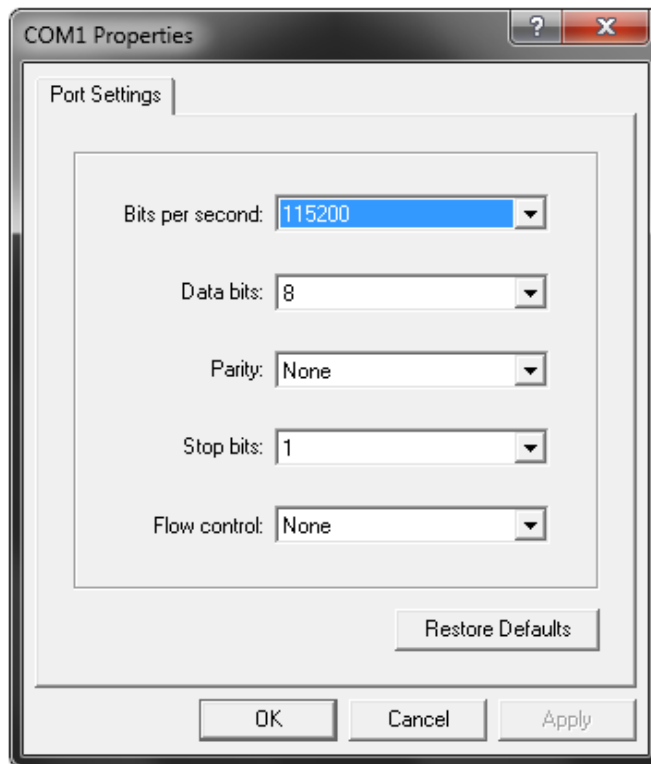 COM1 Properties
?
X
Port Settings
Bits per second: 115200
Data bits: 8
Parity: None
Stop bits: 1
Flow control: None
Restore Defaults
OK Cancel Apply